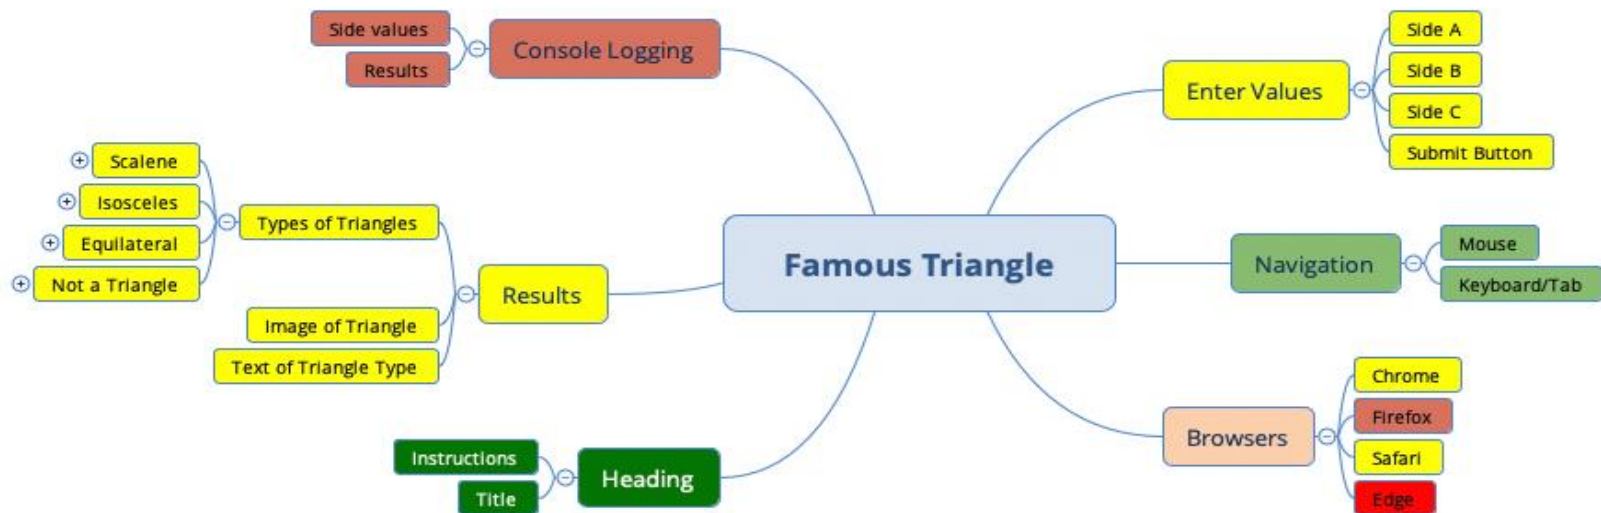 Famous Triangle
Console Logging
Side values
Results
Results
Types of Triangles
Scalene
Isosceles
Equilateral
Not a Triangle
Image of Triangle
Text of Triangle Type
Heading
Instructions
Title
Enter Values
Side A
Side B
Side C
Submit Button
Navigation
Mouse
Keyboard/Tab
Browsers
Chrome
Firefox
Safari
Edge